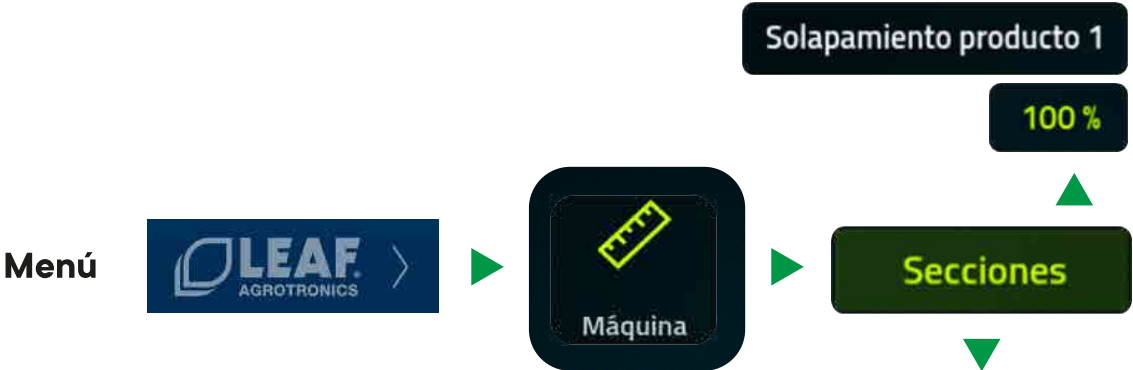 Solapamiento producto 1
100 %
Menú
LEAF
AGROTRONICS
Máquina
Secciones